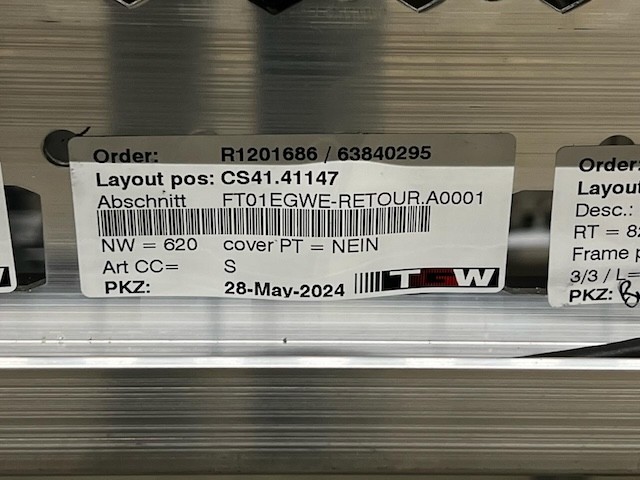 Order: R1201686 / 63840295
Layout pos: CS41.41147
Abschnitt FT01EGWE-RETOUR.A0001
NW = 620 cover PT = NEIN
Art CC= S
PKZ: 28-May-2024 TGW
Order:
Layout
Desc.:
RT = 82
Frame p
3/3 / L=
PKZ:
W